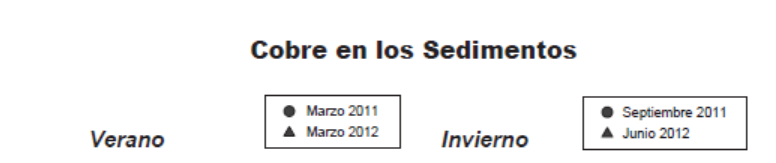 Cobre en los Sedimentos
Marzo 2011
Marzo 2012
Verano
Septiembre 2011
Junio 2012
Invierno